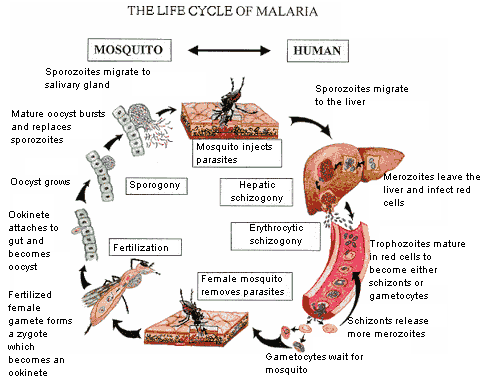 THE LIFE CYCLE OF MALARIA
MOSQUITO
HUMAN
Sporozoites migrate to
salivary gland
Sporozoites migrate
to the liver
Mature oocyst bursts
and replaces
sporozoites
Mosquito injects
parasites
Merozoites leave the
liver and infect red
cells
Oocyst grows
Sporogony
Hepatic
schizogony
Ookinete
attaches to
gut and
becomes
oocyst
Fertilization
Erythrocytic
schizogony
Trophozoites mature
in red cells to
become either
schizonts or
gametocytes
Female mosquito
removes parasites
Fertilized
female
gamete forms
a zygote
which
becomes an
ookinete
Schizonts release
more merozoites
Gametocytes wait for
mosquito